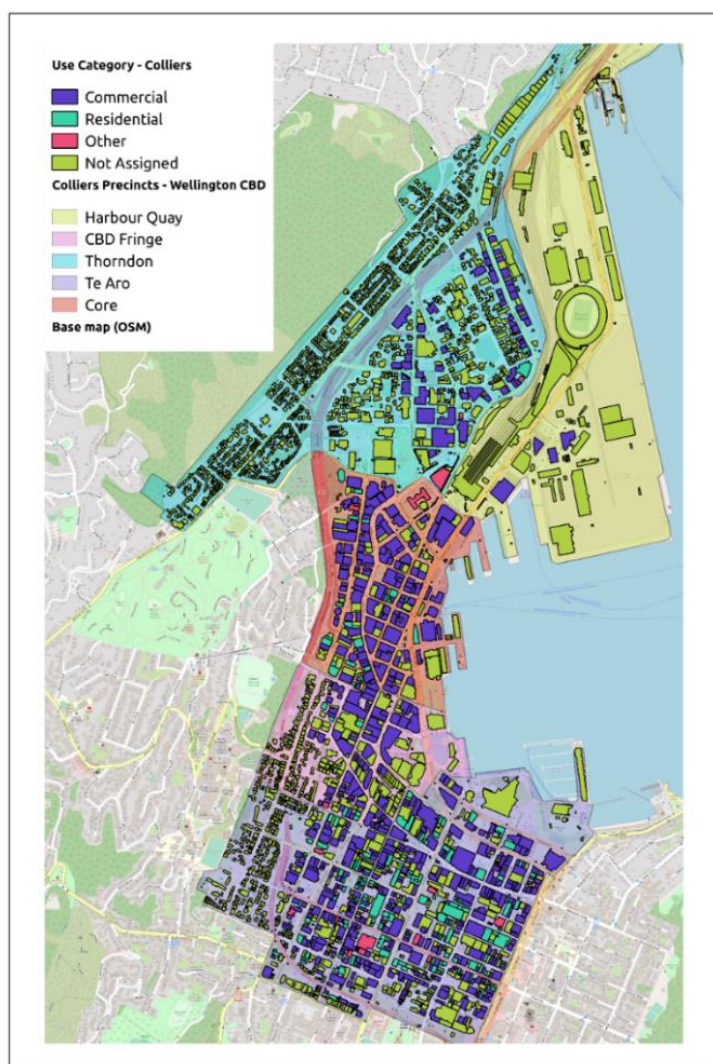 Use Category - Colliers
Commercial
Residential
Other
Not Assigned
Colliers Precincts - Wellington CBD
Harbour Quay
CBD Fringe
Thorndon
Te Aro
Core
Base map (OSM)